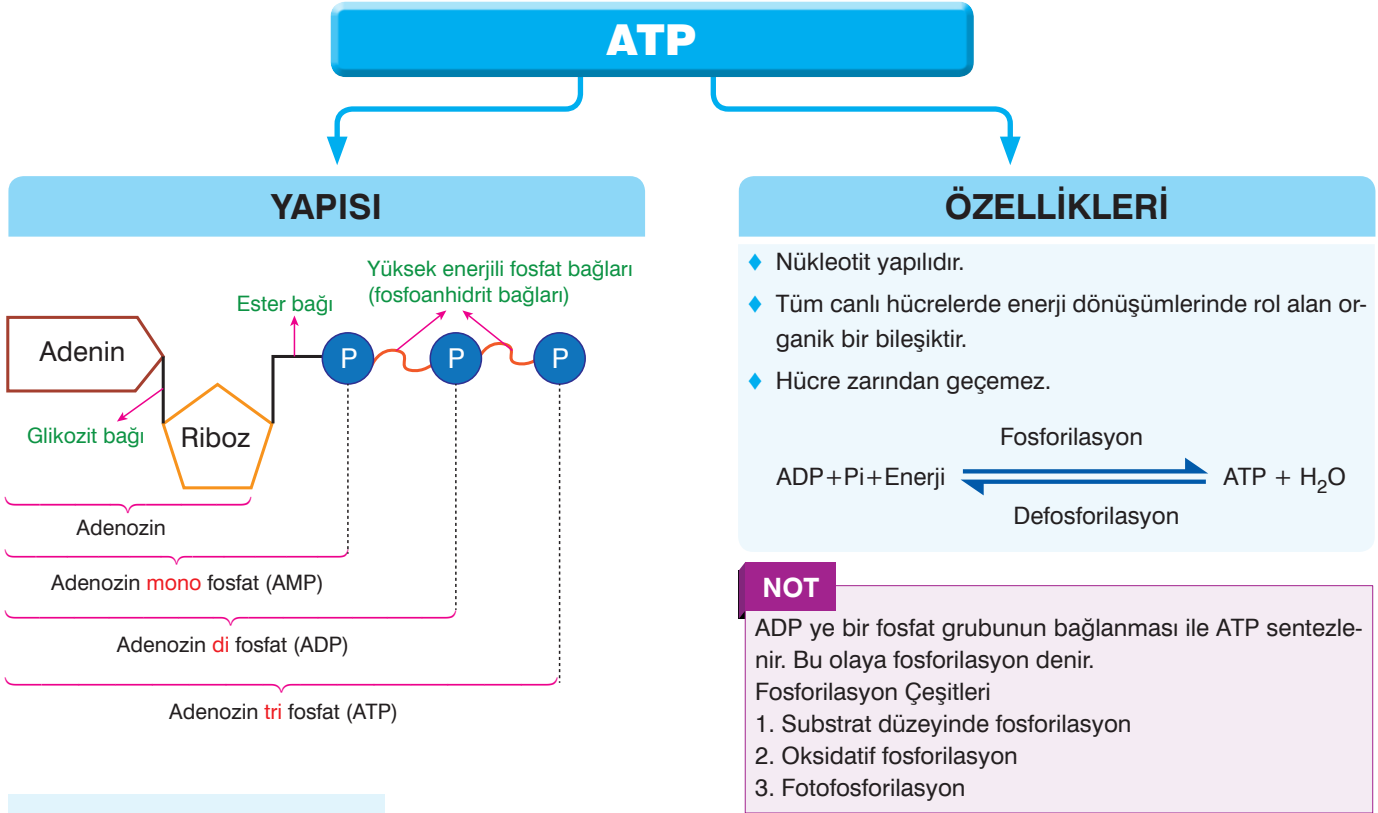 ATP
YAPISI
Yüksek enerjili fosfat bağları
(fosfoanhidrit bağları)
Ester bağı
Adenin
P
P
P
Glikozit bağı
Riboz
Adenozin
Adenozin mono fosfat (AMP)
Adenozin di fosfat (ADP)
Adenozin tri fosfat (ATP)
ÖZELLİKLERİ
♦ Nükleotit yapılıdır.
♦ Tüm canlı hücrelerde enerji dönüşümlerinde rol alan or-
ganik bir bileşiktir.
♦ Hücre zarından geçemez.
Fosforilasyon
ADP+Pi+Enerji ATP + H₂O
Defosforilasyon
NOT
ADP ye bir fosfat grubunun bağlanması ile ATP sentezle-
nir. Bu olaya fosforilasyon denir.
Fosforilasyon Çeşitleri
1. Substrat düzeyinde fosforilasyon
2. Oksidatif fosforilasyon
3. Fotofosforilasyon